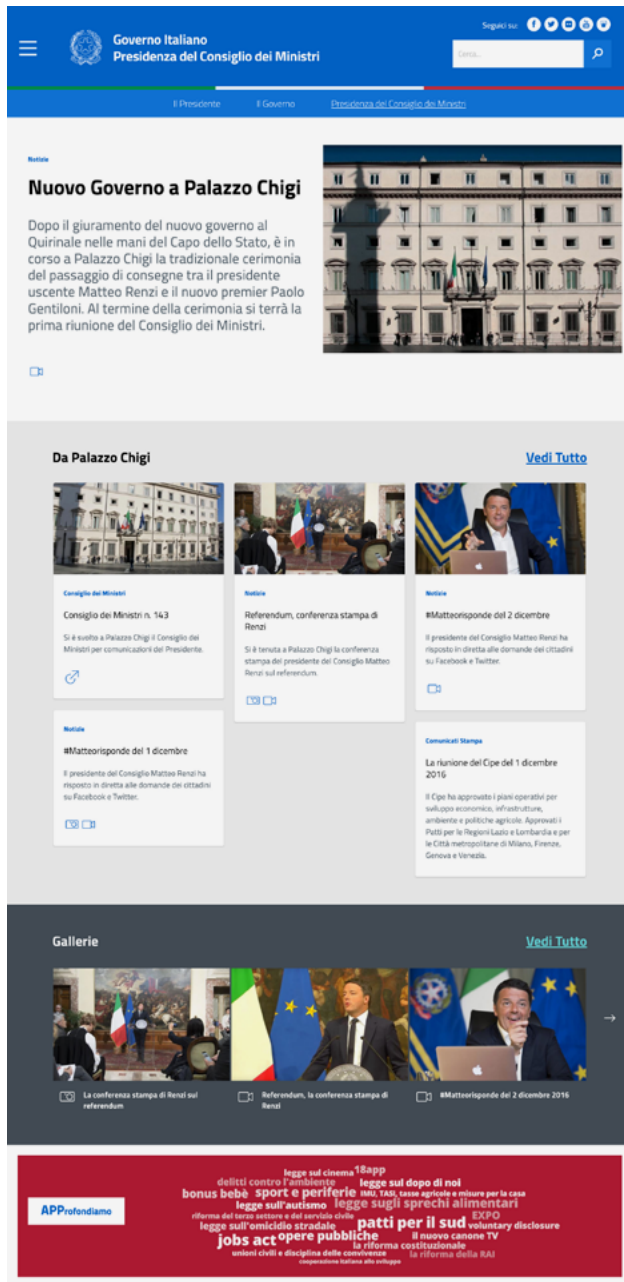 Seguici su:
Governo Italiano
Presidenza del Consiglio dei Ministri
Cerca...
Il Presidente
Il Governo
Presidenza del Consiglio dei Ministri
Notizie
Nuovo Governo a Palazzo Chigi
Dopo il giuramento del nuovo governo al
Quirinale nelle mani del Capo dello Stato, è in
corso a Palazzo Chigi la tradizionale cerimonia
del passaggio di consegne tra il presidente
uscente Matteo Renzi e il nuovo premier Paolo
Gentiloni. Al termine della cerimonia si terrà la
prima riunione del Consiglio dei Ministri.
Da Palazzo Chigi
Vedi Tutto
Consiglio dei Ministri
Consiglio dei Ministri n. 143
Si è svolto a Palazzo Chigi il Consiglio dei
Ministri per comunicazioni del Presidente.
Notizie
Referendum, conferenza stampa di
Renzi
Si è tenuta a Palazzo Chigi la conferenza
stampa del presidente del Consiglio Matteo
Renzi sul referendum.
Notizie
#Matteorisponde del 2 dicembre
Il presidente del Consiglio Matteo Renzi ha
risposto in diretta alle domande dei cittadini
su Facebook e Twitter.
Notizie
#Matteorisponde del 1 dicembre
Il presidente del Consiglio Matteo Renzi ha
risposto in diretta alle domande dei cittadini
su Facebook e Twitter.
Comunicati Stampa
La riunione del Cipe dell 1 dicembre
2016
Il Cipe ha approvato i piani operativi per
sviluppo economico, infrastrutture,
ambiente e politiche agricole. Approvati i
Patti per le Regioni Lazio e Lombardia e per
le Città metropolitane di Milano, Firenze,
Genova e Venezia.
Gallerie
Vedi Tutto
La conferenza stampa di Renzi sul
referendum
Referendum, la conferenza stampa di
Renzi
#Matteorisponde del 2 dicembre 2016
APProfondiamo
legge sul cinema 18app
delitti contro l'ambiente legge sul dopo di noi
bonus bebè sport e periferie IMU, TASI, tasse agricole e misure per la casa
legge sull'autismo legge sugli sprechi alimentari
riforma del terzo settore e del servizio civile EXPO
legge sull'omicidio stradale patti per il sud voluntary disclosure
jobs act opere pubbliche il nuovo canone TV
la riforma costituzionale
unioni civili e disciplina delle convivenze la riforma della RAI
cooperazione italiana allo sviluppo